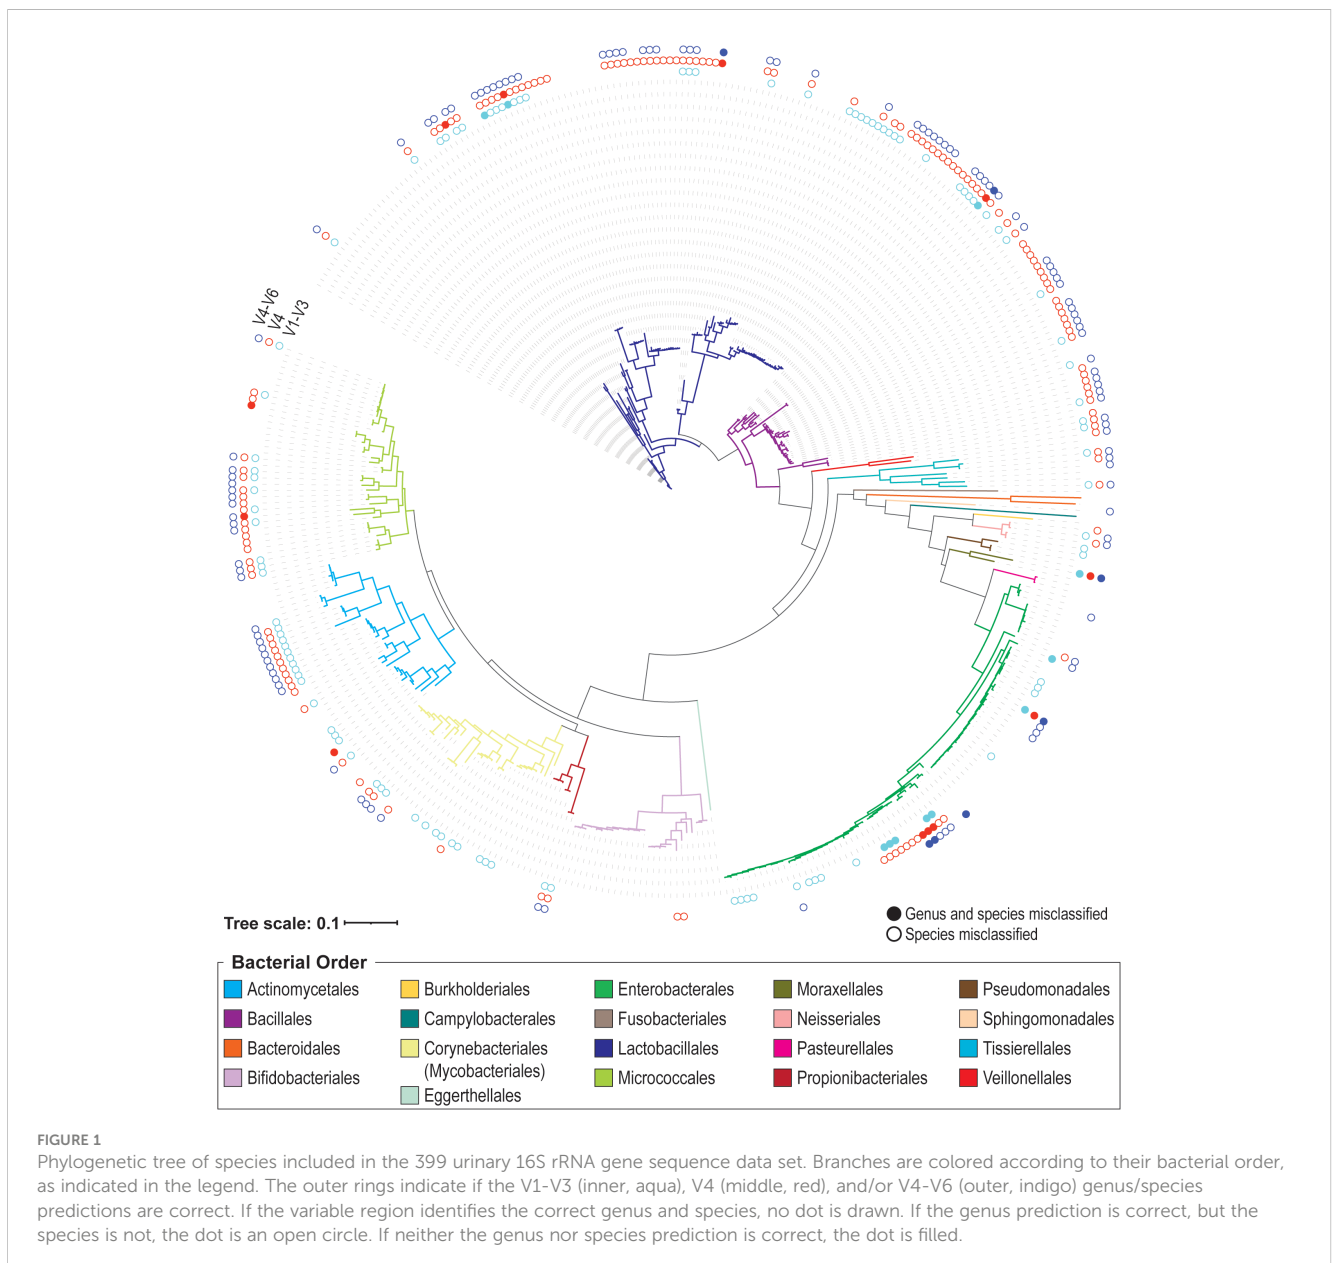 V4-V6
V4
V1-V3
Tree scale: 0.1
Genus and species misclassified
Species misclassified
Bacterial Order
Actinomycetales
Bacillales
Bacteroidales
Bifidobacteriales
Burkholderiales
Campylobacterales
Corynebacteriales
(Mycobacteriales)
Eggerthellales
Enterobacterales
Fusobacteriales
Lactobacillales
Micrococcales
Moraxellales
Neisseriales
Pasteurellales
Propionibacteriales
Pseudomonadales
Sphingomonadales
Tissierellales
Veillonellales
FIGURE 1
Phylogenetic tree of species included in the 399 urinary 16S rRNA gene sequence data set. Branches are colored according to their bacterial order,
as indicated in the legend. The outer rings indicate if the V1-V3 (inner, aqua), V4 (middle, red), and/or V4-V6 (outer, indigo) genus/species
predictions are correct. If the variable region identifies the correct genus and species, no dot is drawn. If the genus prediction is correct, but the
species is not, the dot is an open circle. If neither the genus nor species prediction is correct, the dot is filled.